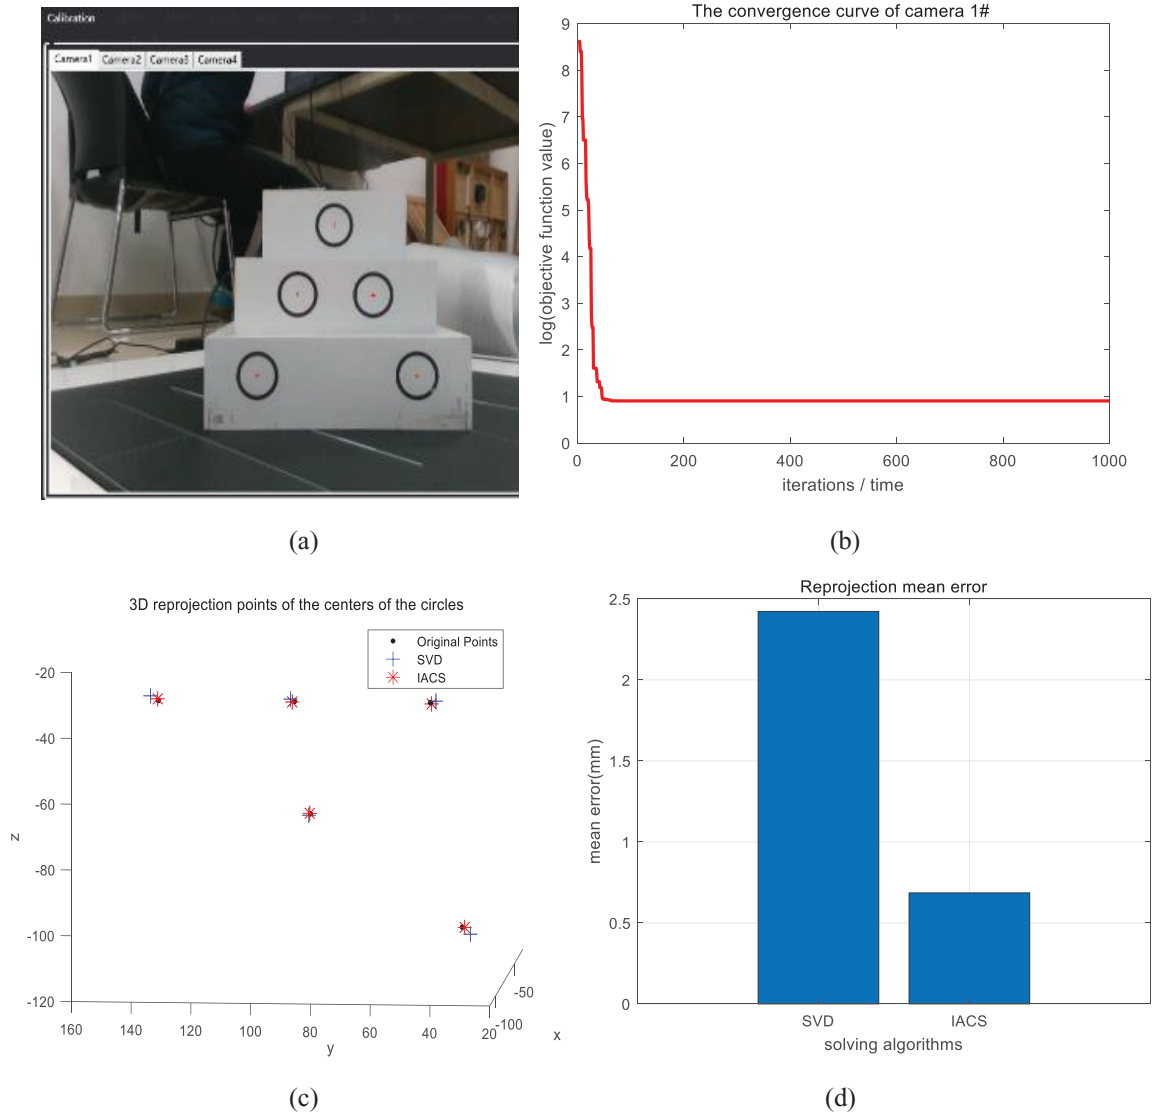 Calibration
Camera1 Camera2 Camera3 Camera4
(a)
The convergence curve of camera 1#
log(objective function value)
9
8
7
6
5
4
3
2
1
0
0 200 400 600 800 1000
iterations / time
(b)
3D reprojection points of the centers of the circles
Original Points
SVD
IACS
z
-20
-40
-60
-80
-100
-120
160 140 120 100 80 60 40 20
y
-50
-100
x
(c)
Reprojection mean error
mean error(mm)
2.5
2
1.5
1
0.5
0
SVD IACS
solving algorithms
(d)